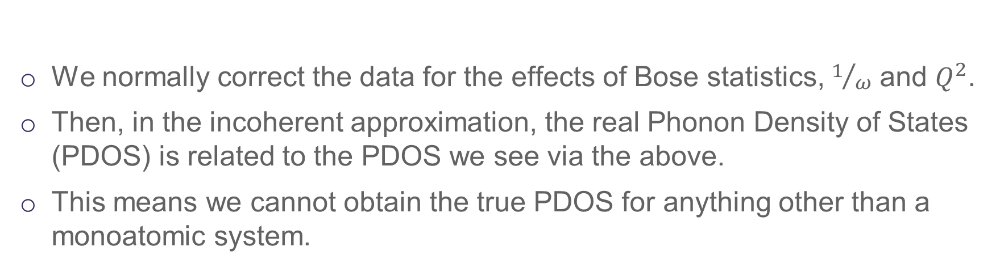 ○ We normally correct the data for the effects of Bose statistics, ¹/ω and Q².
○ Then, in the incoherent approximation, the real Phonon Density of States
(PDOS) is related to the PDOS we see via the above.
○ This means we cannot obtain the true PDOS for anything other than a
monoatomic system.